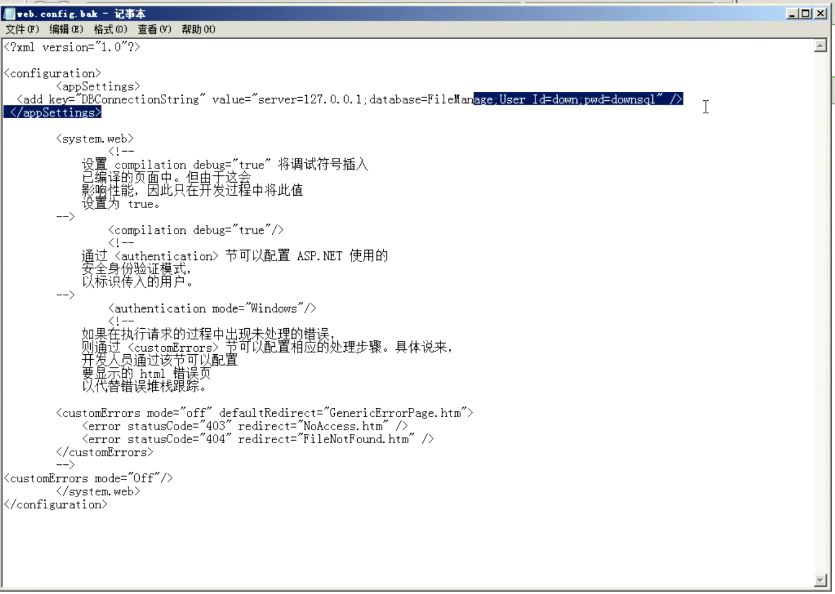 web.config.bak - 记事本
文件(F) 编辑(E) 格式(O) 查看(V) 帮助(H)
<?xml version="1.0"?>
<configuration>
<appSettings>
<add key="DBConnectionString" value="server=127.0.0.1;database=FileManage;User Id=down;pwd=downsql" />
</appSettings>
<system.web>
<!--
设置 compilation debug="true" 将调试符号插入
已编译的页面中。但由于这会
影响性能，因此只在开发过程中将此值
设置为 true。
-->
<compilation debug="true"/>
<!--
通过 <authentication> 节可以配置 ASP.NET 使用的
安全身份验证模式，
以标识传入的用户。
-->
<authentication mode="Windows"/>
<!--
如果在执行请求的过程中出现未处理的错误，
则通过 <customErrors> 节可以配置相应的处理步骤。具体说来，
开发人员通过该节可以配置
要显示的 html 错误页
以代替错误堆栈跟踪。
<customErrors mode="off" defaultRedirect="GenericErrorPage.htm">
<error statusCode="403" redirect="NoAccess.htm" />
<error statusCode="404" redirect="FileNotFound.htm" />
</customErrors>
-->
<customErrors mode="Off"/>
</system.web>
</configuration>